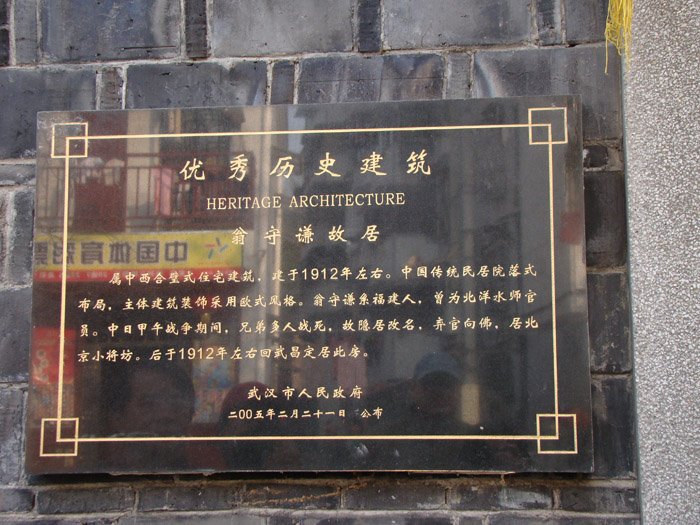 优秀历史建筑
HERITAGE ARCHITECTURE
翁守谦故居
属中西合壁式住宅建筑，建于1912年左右。中国传统民居院落式
布局，主体建筑装饰采用欧式风格。翁守谦系福建人，曾为北洋水师官
员。中日甲午战争期间，兄弟多人战死，故隐居改名，弃官向佛，居北
京小将坊。后于1912年左右回武昌定居此房。
武汉市人民政府
二00五年二月二十一日 公布
中国体育彩